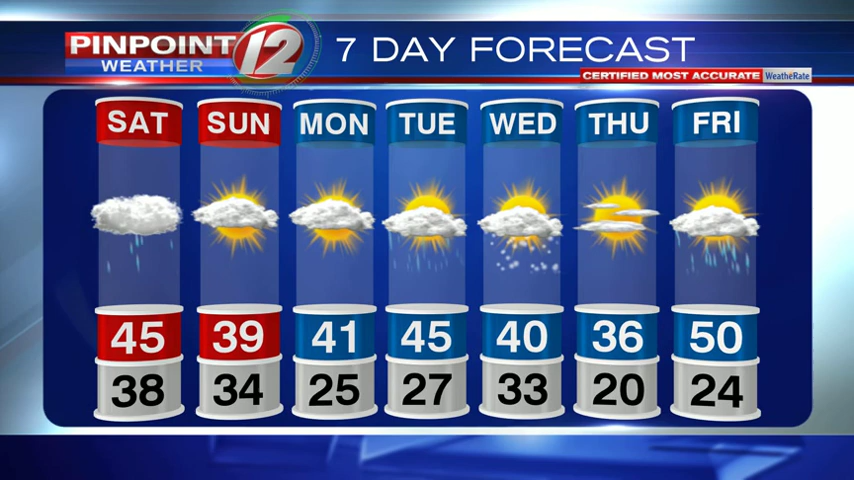 PINPOINT 12 7 DAY FORECAST
WEATHER
CERTIFIED MOST ACCURATE WeatheRate
SAT SUN MON TUE WED THU FRI
45 39 41 45 40 36 50
38 34 25 27 33 20 24